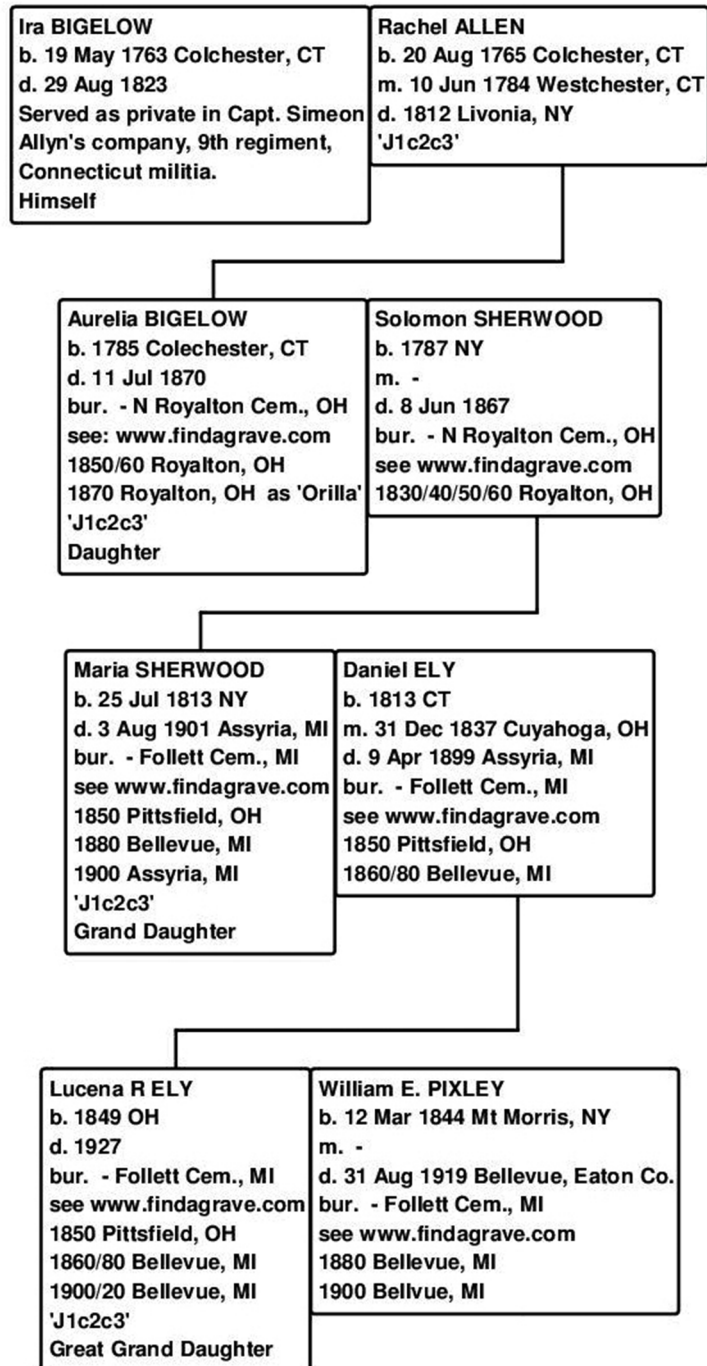 Ira BIGELOW
b. 19 May 1763 Colchester, CT
d. 29 Aug 1823
Served as private in Capt. Simeon
Allyn's company, 9th regiment,
Connecticut militia.
Himself
Rachel ALLEN
b. 20 Aug 1765 Colchester, CT
m. 10 Jun 1784 Westchester, CT
d. 1812 Livonia, NY
'J1c2c3'
Aurelia BIGELOW
b. 1785 Colechester, CT
d. 11 Jul 1870
bur. - N Royalton Cem., OH
see: www.findagrave.com
1850/60 Royalton, OH
1870 Royalton, OH as 'Orilla'
'J1c2c3'
Daughter
Solomon SHERWOOD
b. 1787 NY
m. -
d. 8 Jun 1867
bur. - N Royalton Cem., OH
see www.findagrave.com
1830/40/50/60 Royalton, OH
Maria SHERWOOD
b. 25 Jul 1813 NY
d. 3 Aug 1901 Assyria, MI
bur. - Follett Cem., MI
see www.findagrave.com
1850 Pittsfield, OH
1880 Bellevue, MI
1900 Assyria, MI
'J1c2c3'
Grand Daughter
Daniel ELY
b. 1813 CT
m. 31 Dec 1837 Cuyahoga, OH
d. 9 Apr 1899 Assyria, MI
bur. - Follett Cem., MI
see www.findagrave.com
1850 Pittsfield, OH
1860/80 Bellevue, MI
Lucena R ELY
b. 1849 OH
d. 1927
bur. - Follett Cem., MI
see www.findagrave.com
1850 Pittsfield, OH
1860/80 Bellevue, MI
1900/20 Bellevue, MI
'J1c2c3'
Great Grand Daughter
William E. PIXLEY
b. 12 Mar 1844 Mt Morris, NY
m. -
d. 31 Aug 1919 Bellevue, Eaton Co.
bur. - Follett Cem., MI
see www.findagrave.com
1880 Bellevue, MI
1900 Bellvue, MI